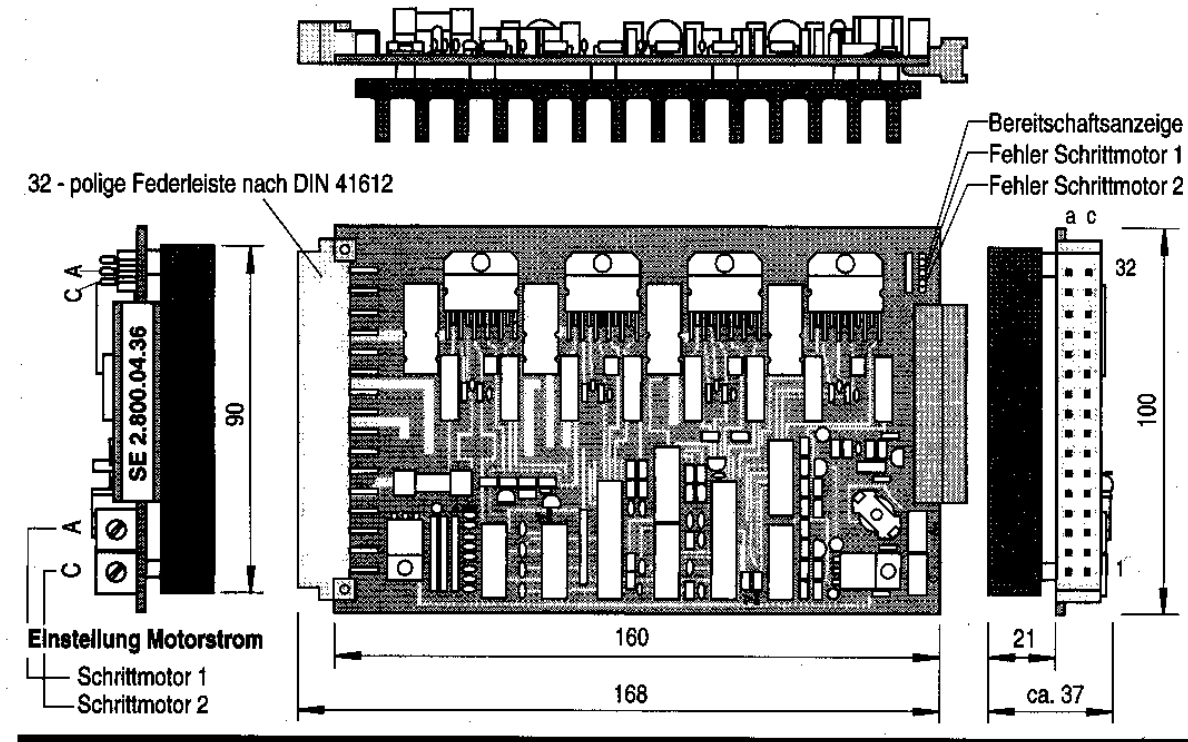 Bereitschaftsanzeige
Fehler Schrittmotor 1
Fehler Schrittmotor 2
32 - polige Federleiste nach DIN 41612
a c
A
C
32
SE 2.800.04.36
90
100
A
C
1
Einstellung Motorstrom
Schrittmotor 1
Schrittmotor 2
160
21
168
ca. 37